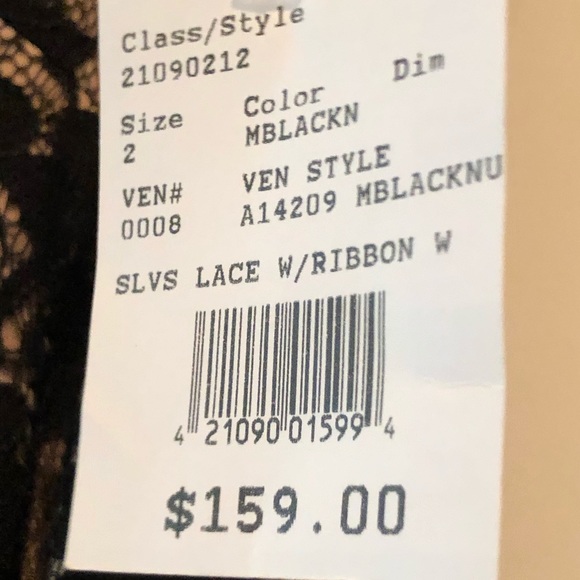 Class/Style
21090212
Size Color Dim
2 MBLACKN
VEN# VEN STYLE
0008 A14209 MBLACKNU
SLVS LACE W/RIBBON W
4 21090 01599 4
$159.00